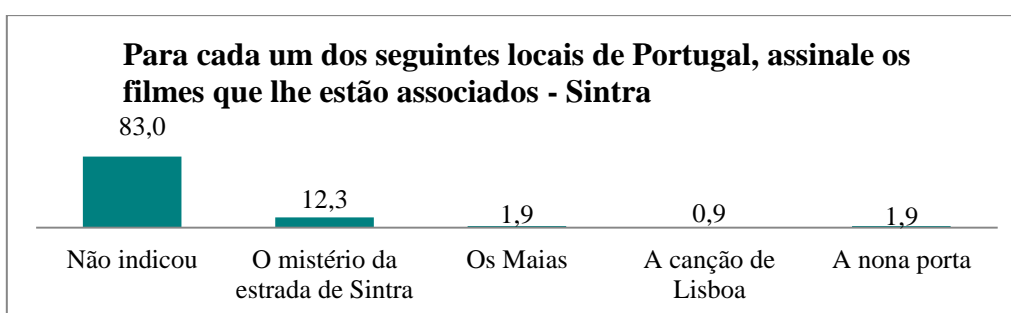 Para cada um dos seguintes locais de Portugal, assinale os
filmes que lhe estão associados - Sintra
83,0
12,3
1,9
0,9
1,9
Não indicou
O mistério da
estrada de Sintra
Os Maias
A canção de
Lisboa
A nona porta